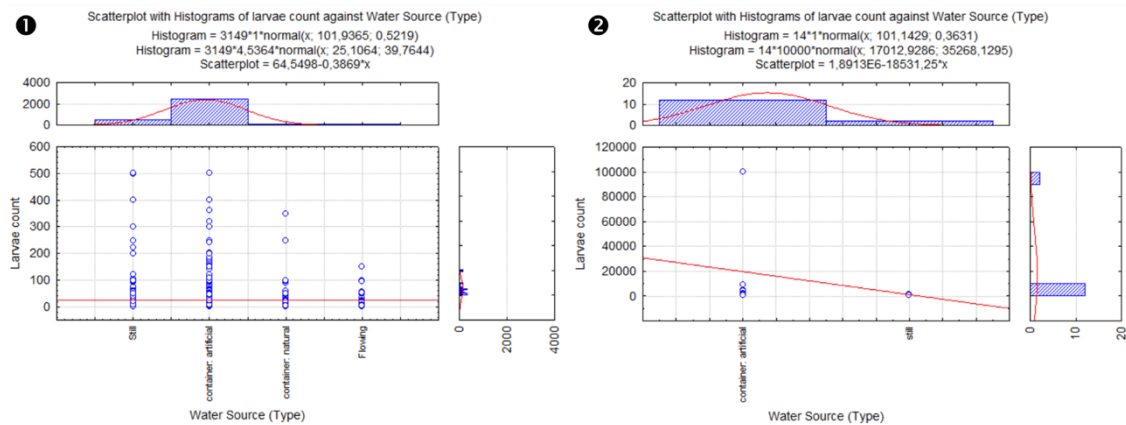 ❶
Scatterplot with Histograms of larvae count against Water Source (Type)
Histogram = 3149*1*normal(x; 101,9365; 0,5219)
Histogram = 3149*4,5364*normal(x; 25,1064; 39,7644)
Scatterplot = 64,5498-0,3869*x
4000
2000
0
600
500
400
300
200
100
0
Larvae count
Still
container: artificial
container: natural
Flowing
0
2000
4000
Water Source (Type)
❷
Scatterplot with Histograms of larvae count against Water Source (Type)
Histogram = 14*1*normal(x; 101,1429; 0,3631)
Histogram = 14*10000*normal(x; 17012,9286; 35268,1295)
Scatterplot = 1,8913E6-18531,25*x
20
10
0
120000
100000
80000
60000
40000
20000
0
Larvae count
container: artificial
still
0
10
20
Water Source (Type)